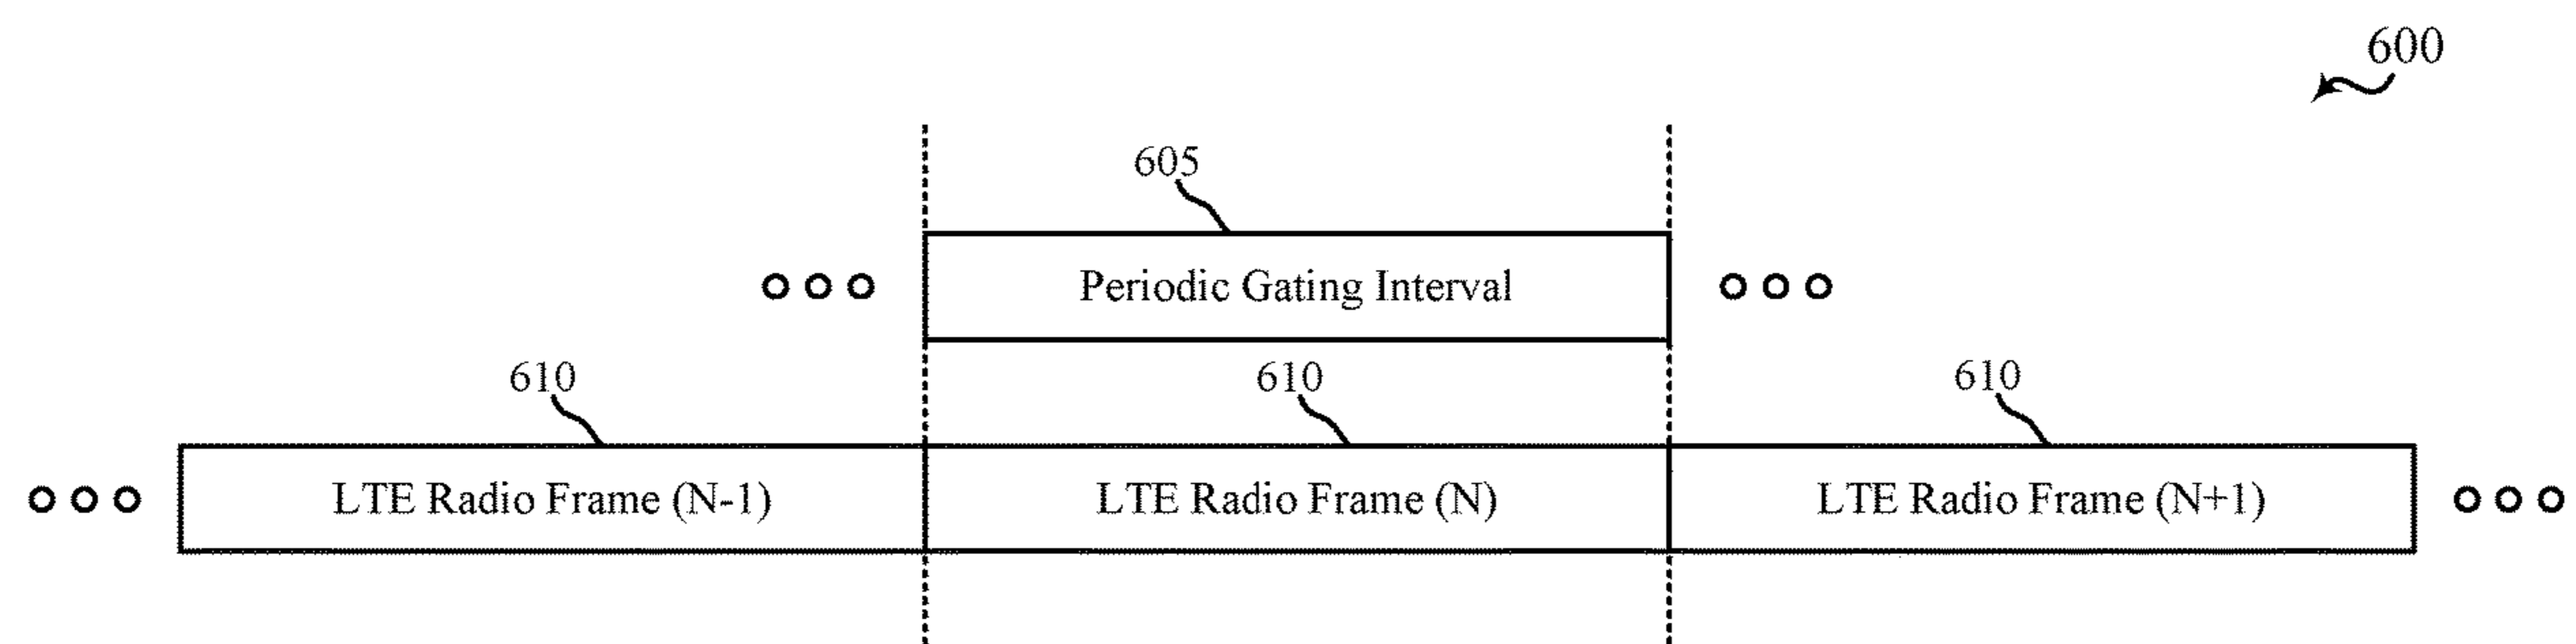 600
605
Periodic Gating Interval
610 610 610
LTE Radio Frame (N-1) LTE Radio Frame (N) LTE Radio Frame (N+1)